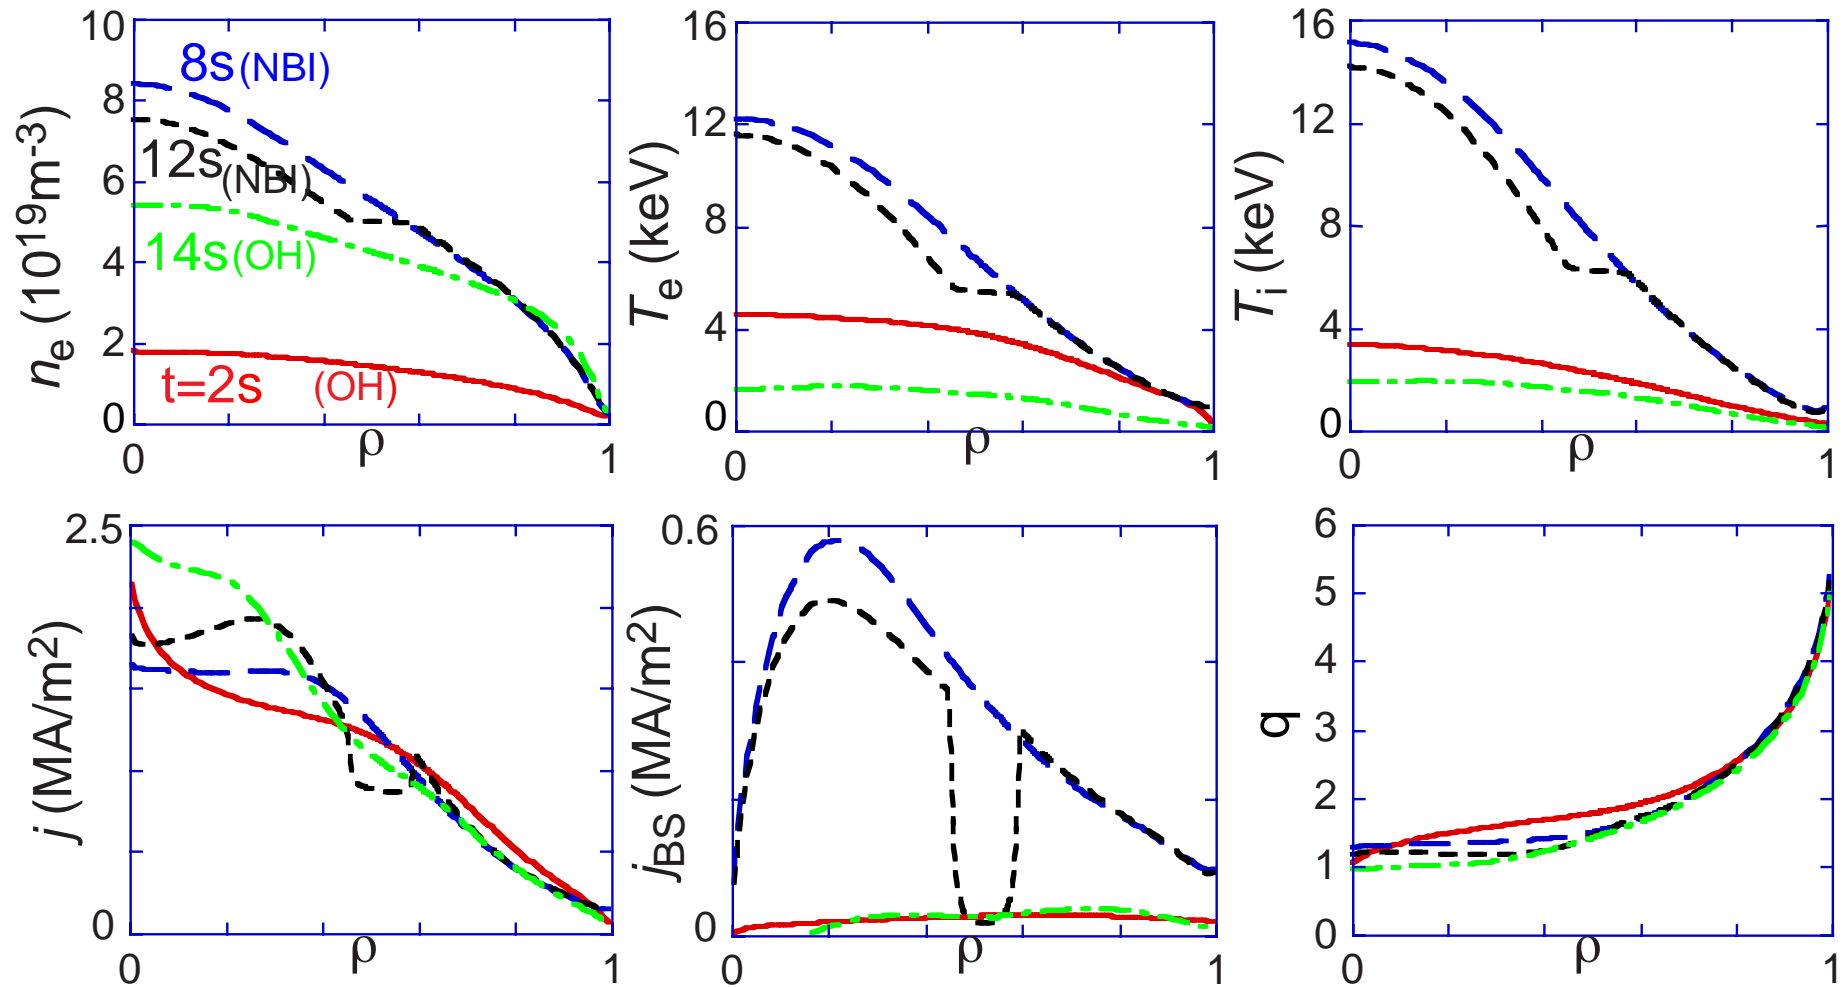 10
8
6
4
2
0
n_e (10^19 m^-3)
8s (NBI)
12s (NBI)
14s (OH)
t=2s (OH)
0 ρ 1
16
12
8
4
0
T_e (keV)
0 ρ 1
16
12
8
4
0
T_i (keV)
0 ρ 1
2.5
0
j (MA/m^2)
0 ρ 1
0.6
0
j_BS (MA/m^2)
0 ρ 1
6
5
4
3
2
1
0
q
0 ρ 1